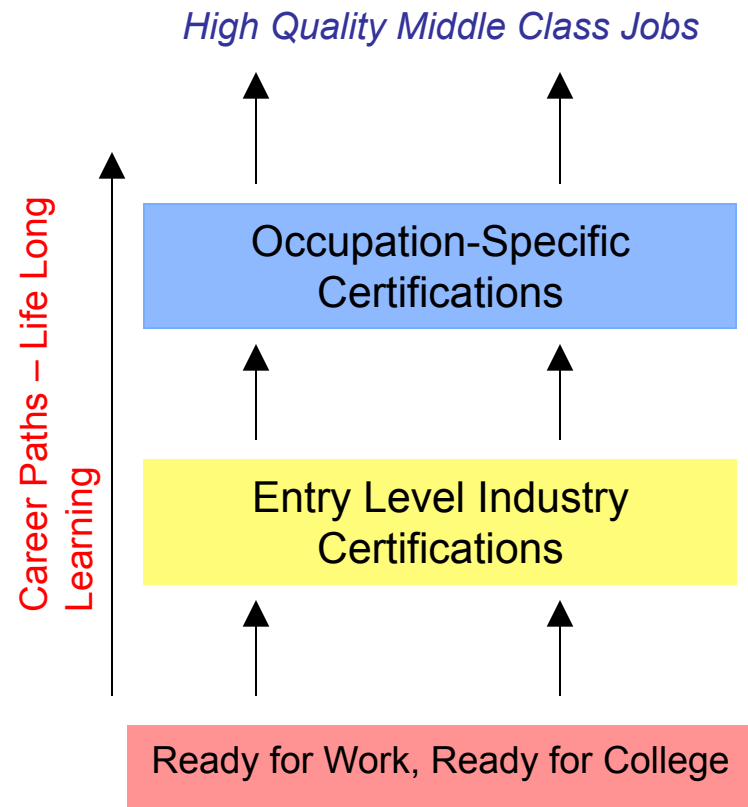 High Quality Middle Class Jobs
Occupation-Specific
Certifications
Career Paths – Life Long
Learning
Entry Level Industry
Certifications
Ready for Work, Ready for College